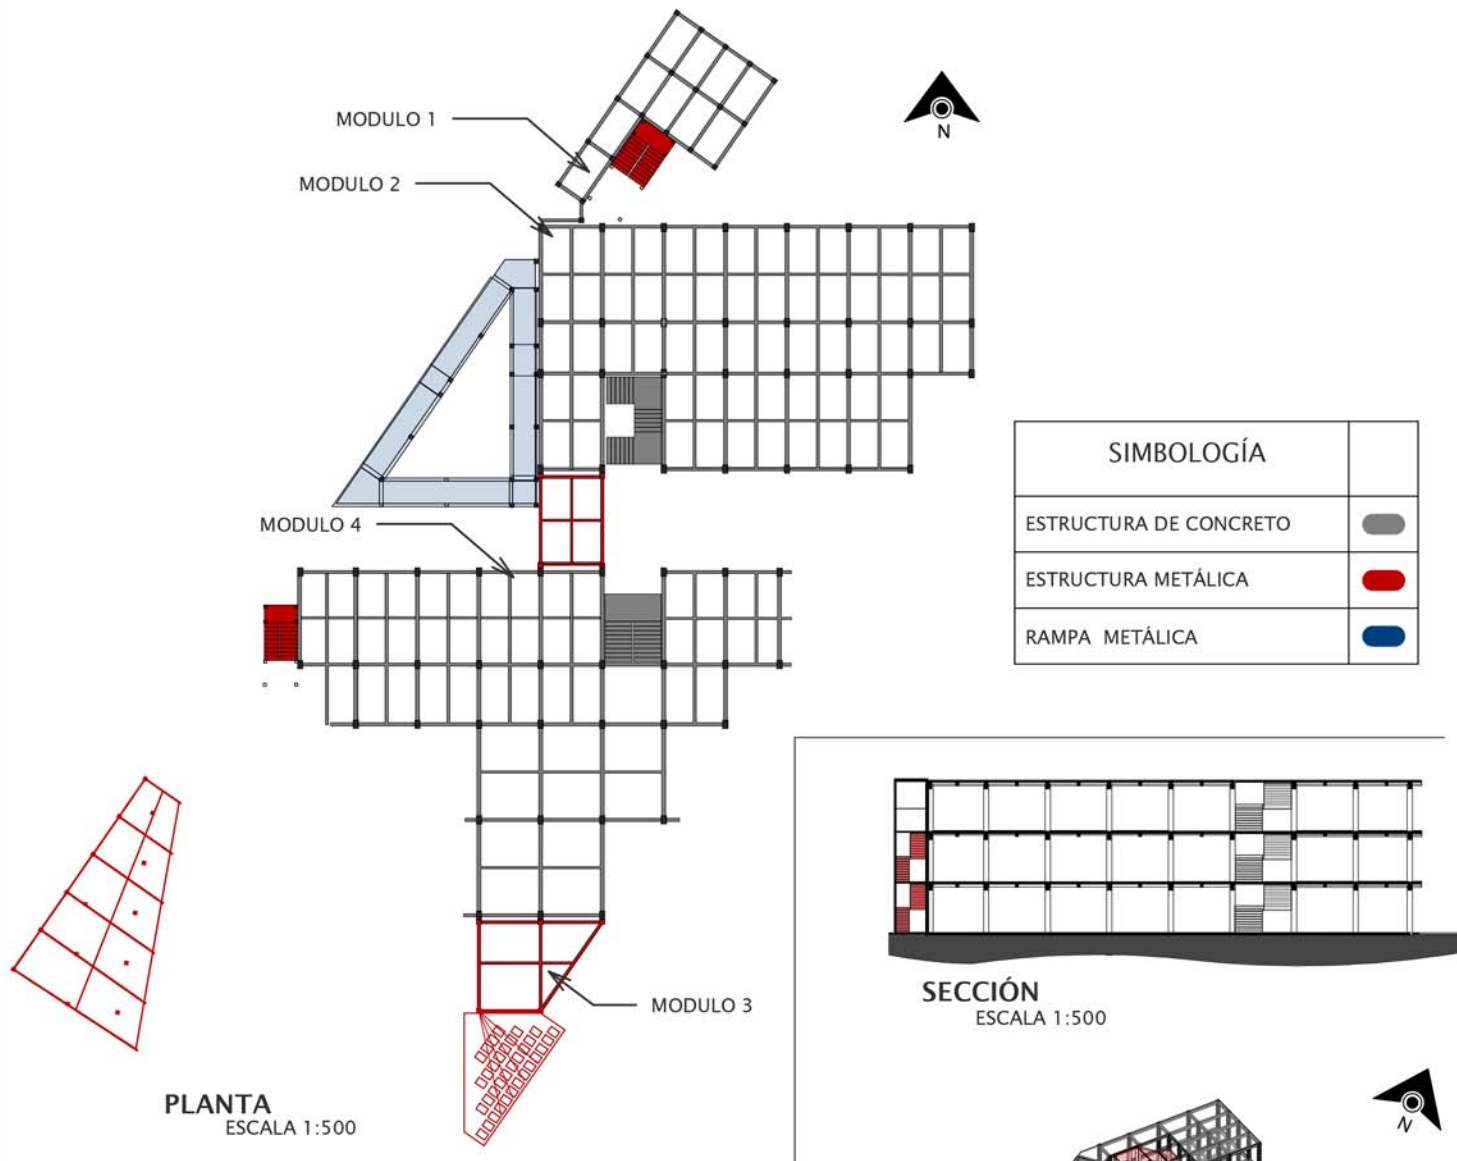 MODULO 1
N
MODULO 2
SIMBOLOGÍA
ESTRUCTURA DE CONCRETO
MODULO 4
ESTRUCTURA METÁLICA
RAMPA METÁLICA
SECCIÓN
ESCALA 1:500
MODULO 3
PLANTA
ESCALA 1:500
N